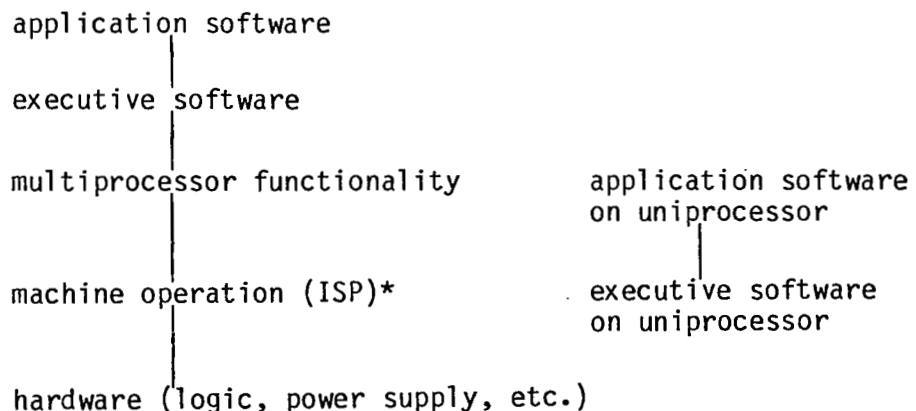 application software
executive software
multiprocessor functionality
machine operation (ISP)*
hardware (logic, power supply, etc.)
application software
on uniprocessor
executive software
on uniprocessor